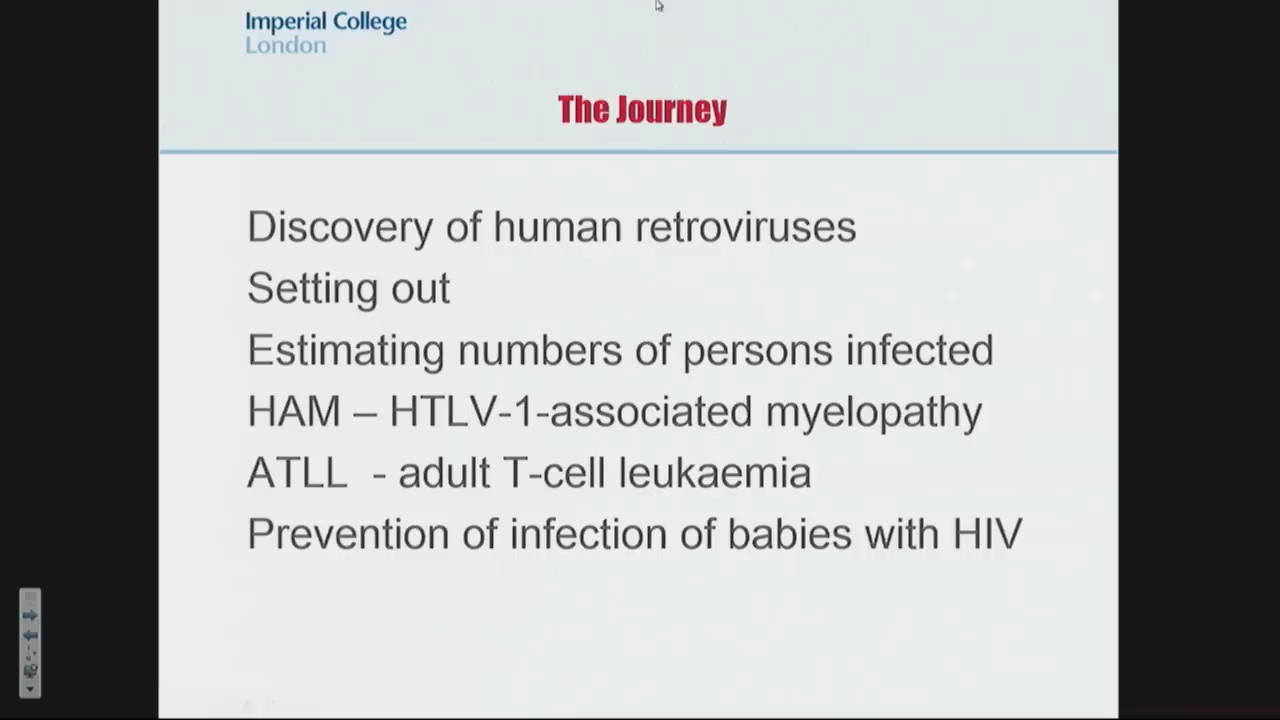 Imperial College
London
The Journey
Discovery of human retroviruses
Setting out
Estimating numbers of persons infected
HAM – HTLV-1-associated myelopathy
ATLL - adult T-cell leukaemia
Prevention of infection of babies with HIV